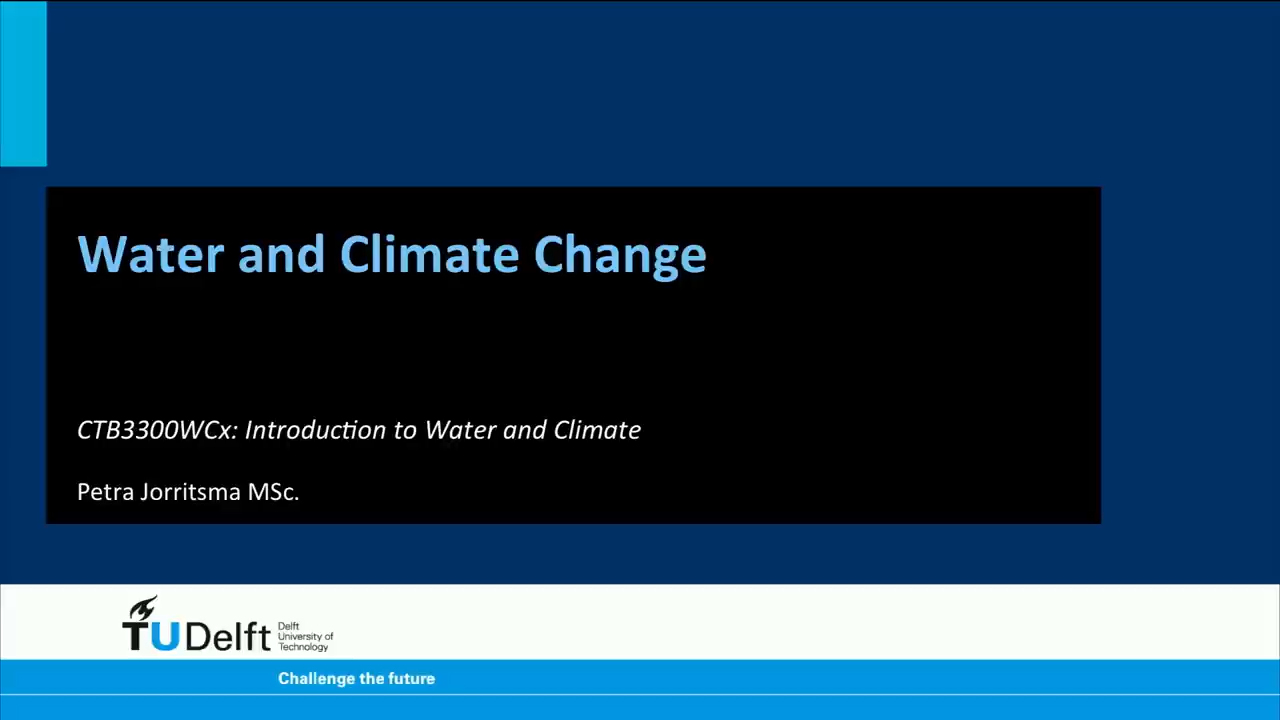 Water and Climate Change
CTB3300WCx: Introduction to Water and Climate
Petra Jorritsma MSc.
TUDelft
Delft
University of
Technology
Challenge the future